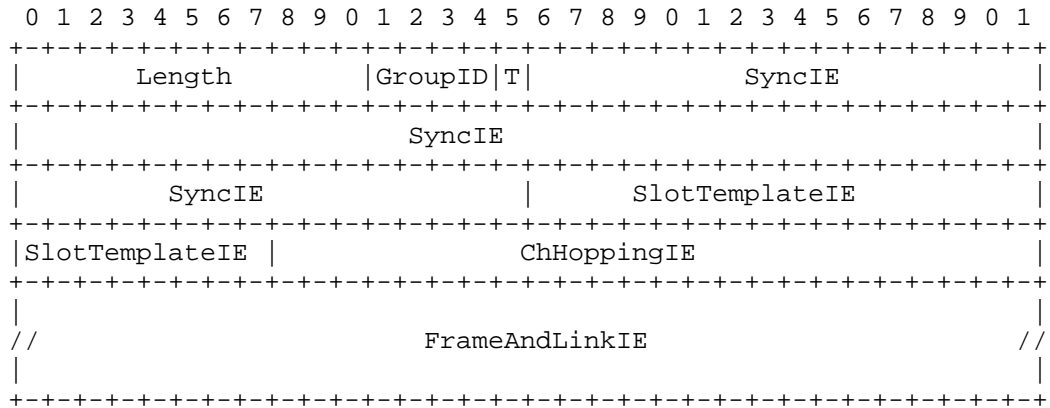 0 1 2 3 4 5 6 7 8 9 0 1 2 3 4 5 6 7 8 9 0 1 2 3 4 5 6 7 8 9 0 1
+-+-+-+-+-+-+-+-+-+-+-+-+-+-+-+-+-+-+-+-+-+-+-+-+-+-+-+-+-+-+-+-+
|       Length        |GroupID|T|             SyncIE            |
+-+-+-+-+-+-+-+-+-+-+-+-+-+-+-+-+-+-+-+-+-+-+-+-+-+-+-+-+-+-+-+-+
|                        SyncIE                                 |
+-+-+-+-+-+-+-+-+-+-+-+-+-+-+-+-+-+-+-+-+-+-+-+-+-+-+-+-+-+-+-+-+
|         SyncIE                |      SlotTemplateIE           |
+-+-+-+-+-+-+-+-+-+-+-+-+-+-+-+-+-+-+-+-+-+-+-+-+-+-+-+-+-+-+-+-+
|SlotTemplateIE |               ChHoppingIE                     |
+-+-+-+-+-+-+-+-+-+-+-+-+-+-+-+-+-+-+-+-+-+-+-+-+-+-+-+-+-+-+-+-+
|                                                               |
//                        FrameAndLinkIE                       //
|                                                               |
+-+-+-+-+-+-+-+-+-+-+-+-+-+-+-+-+-+-+-+-+-+-+-+-+-+-+-+-+-+-+-+-+